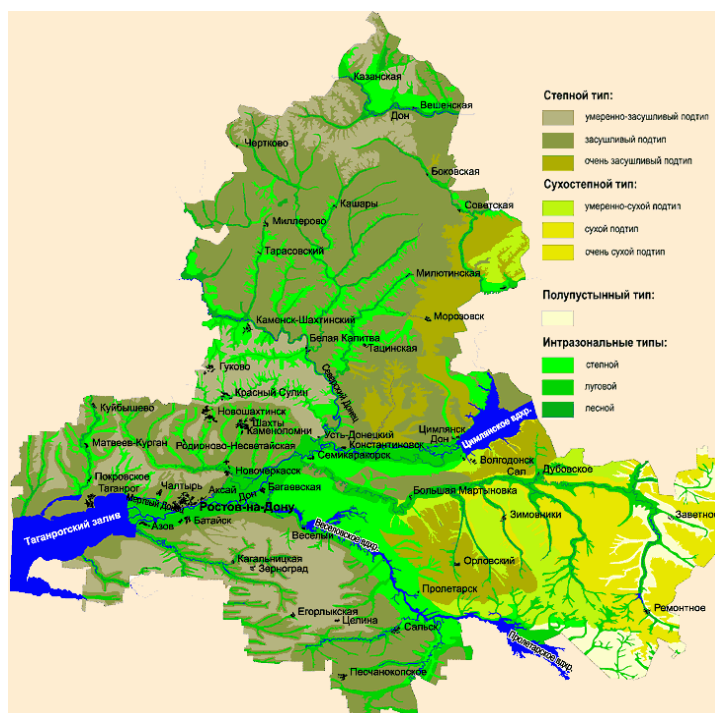 Казанская
Вешенская
Дон
Чертково
Боковская
Кашары
Советская
Миллерово
Тарасовский
Милютинская
Каменск-Шахтинский
Морозовск
Белая Калитва
Тацинская
Гуково
Северский Донец
Красный Сулин
Куйбышево
Новошахтинск
Шахты
Каменоломни
Цимлянск
Цимлянское вдхр.
Усть-Донецкий
Дон
Матвеев-Курган
Родионово-Несветайская
Константиновск
Семикаракорск
Волгодонск
Новочеркасск
Сал
Дубовское
Покровское
Чалтырь
Таганрог
Аксай
Дон
Багаевская
Большая Мартыновка
Мертвый Донец
Ростов-на-Дону
Зимовники
Заветное
Таганрогский залив
Азов
Батайск
Веселый
Веселовское вдхр.
Кагальницкая
Зерноград
Орловский
Пролетарск
Ремонтное
Егорлыкская
Целина
Сальск
Пролетарское вдхр.
Песчанокопское
Степной тип:
умеренно-засушливый подтип
засушливый подтип
очень засушливый подтип
Сухостепной тип:
умеренно-сухой подтип
сухой подтип
очень сухой подтип
Полупустынный тип:
Интразональные типы:
степной
луговой
лесной